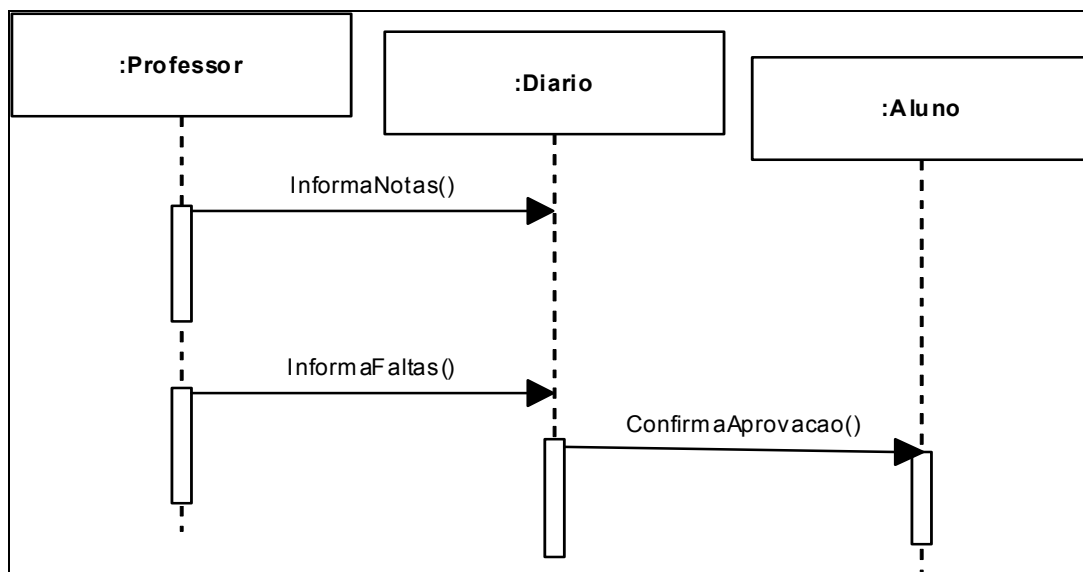 :Professor
:Diario
:Aluno
InformaNotas()
InformaFaltas()
ConfirmaAprovacao()